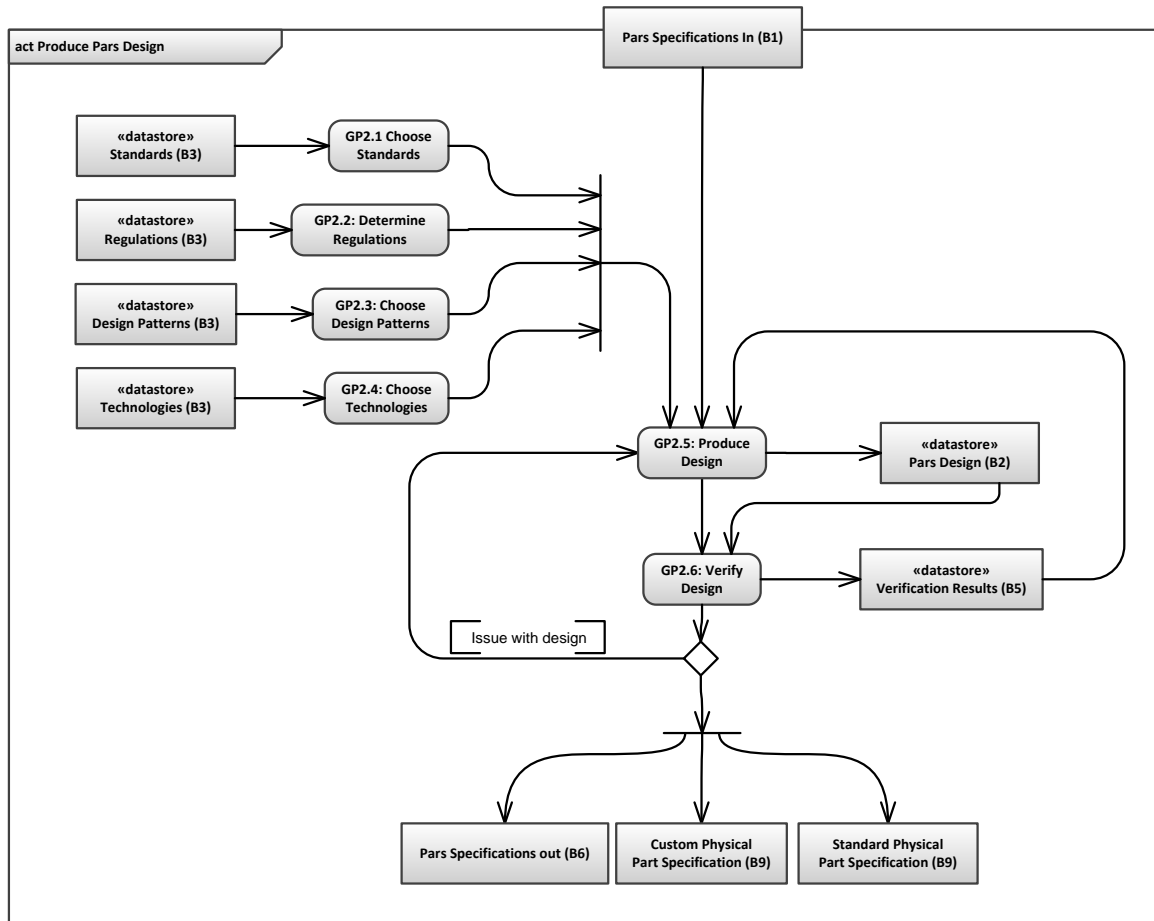 act Produce Pars Design
Pars Specifications In (B1)
«datastore»
Standards (B3)
GP2.1 Choose
Standards
«datastore»
Regulations (B3)
GP2.2: Determine
Regulations
«datastore»
Design Patterns (B3)
GP2.3: Choose
Design Patterns
«datastore»
Technologies (B3)
GP2.4: Choose
Technologies
GP2.5: Produce
Design
«datastore»
Pars Design (B2)
GP2.6: Verify
Design
«datastore»
Verification Results (B5)
Issue with design
Pars Specifications out (B6)
Custom Physical
Part Specification (B9)
Standard Physical
Part Specification (B9)